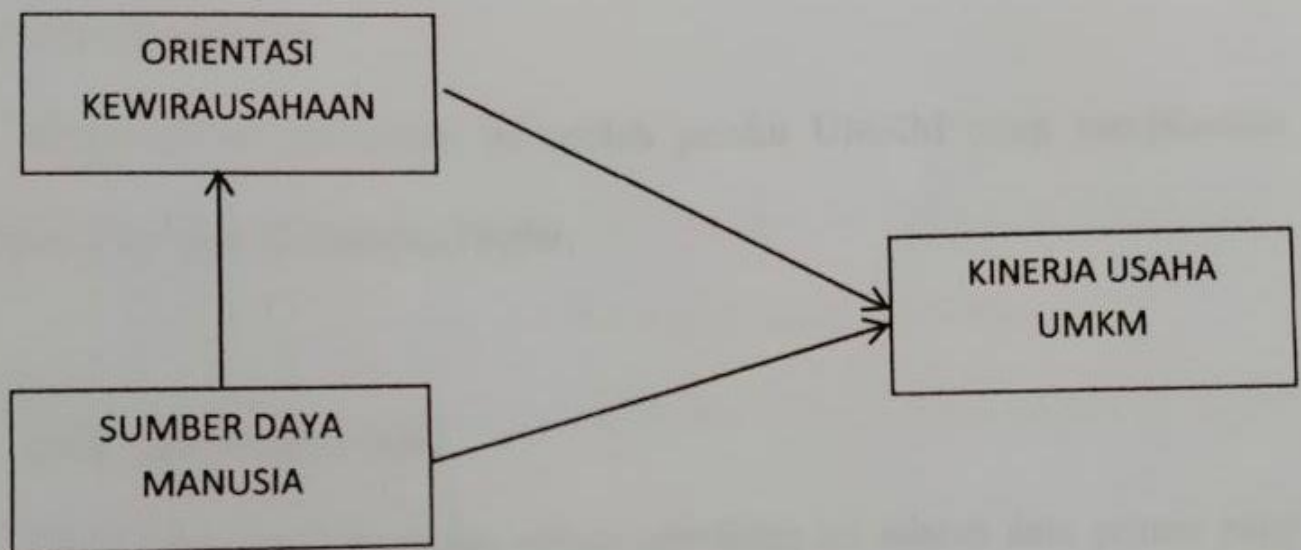 ORIENTASI
KEWIRAUSAHAAN
KINERJA USAHA
UMKM
SUMBER DAYA
MANUSIA